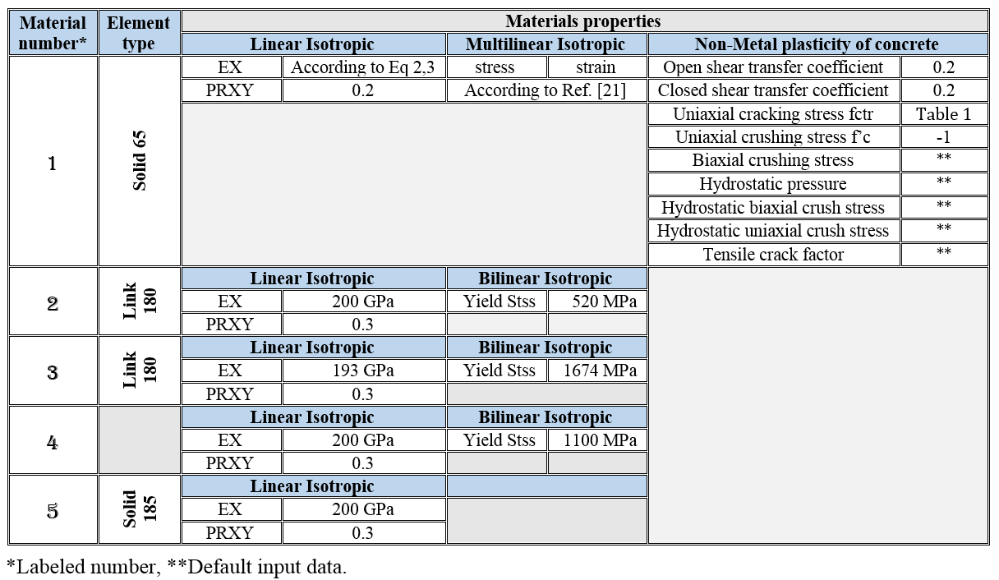 Material number* Element type Materials properties
Linear Isotropic Multilinear Isotropic Non-Metal plasticity of concrete
1 Solid 65 EX According to Eq 2,3 stress strain Open shear transfer coefficient 0.2
PRXY 0.2 According to Ref. [21] Closed shear transfer coefficient 0.2
Uniaxial cracking stress fctr Table 1
Uniaxial crushing stress f’c -1
Biaxial crushing stress **
Hydrostatic pressure **
Hydrostatic biaxial crush stress **
Hydrostatic uniaxial crush stress **
Tensile crack factor **
2 Link 180 Linear Isotropic Bilinear Isotropic
EX 200 GPa Yield Stss 520 MPa
PRXY 0.3
3 Link 180 Linear Isotropic Bilinear Isotropic
EX 193 GPa Yield Stss 1674 MPa
PRXY 0.3
4 Linear Isotropic Bilinear Isotropic
EX 200 GPa Yield Stss 1100 MPa
PRXY 0.3
5 Solid 185 Linear Isotropic
EX 200 GPa
PRXY 0.3
*Labeled number, **Default input data.